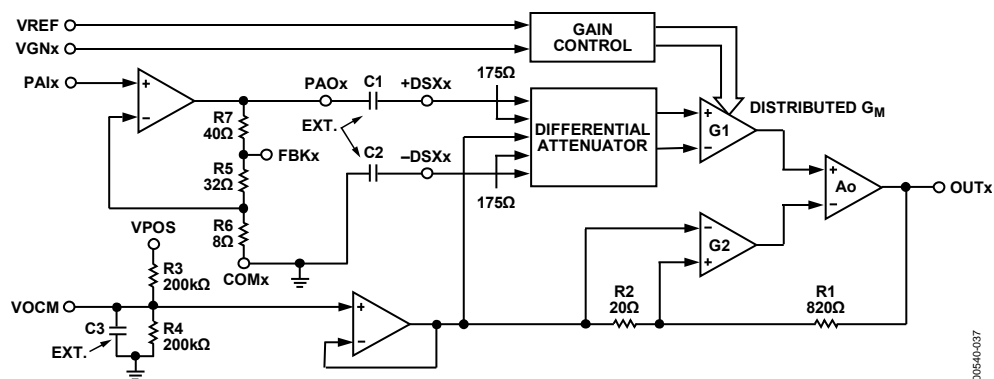 VREF
VGNx
GAIN
CONTROL
PAIx
+
−
PAOx
C1
+DSXx
175Ω
R7
40Ω
EXT.
DIFFERENTIAL
ATTENUATOR
+
G1
−
DISTRIBUTED GM
FBKx
C2
−DSXx
R5
32Ω
175Ω
+
Ao
−
OUTx
R6
8Ω
COMx
VPOS
R3
200kΩ
−
G2
+
VOCM
C3
EXT.
R4
200kΩ
+
−
R2
20Ω
R1
820Ω
00540-037